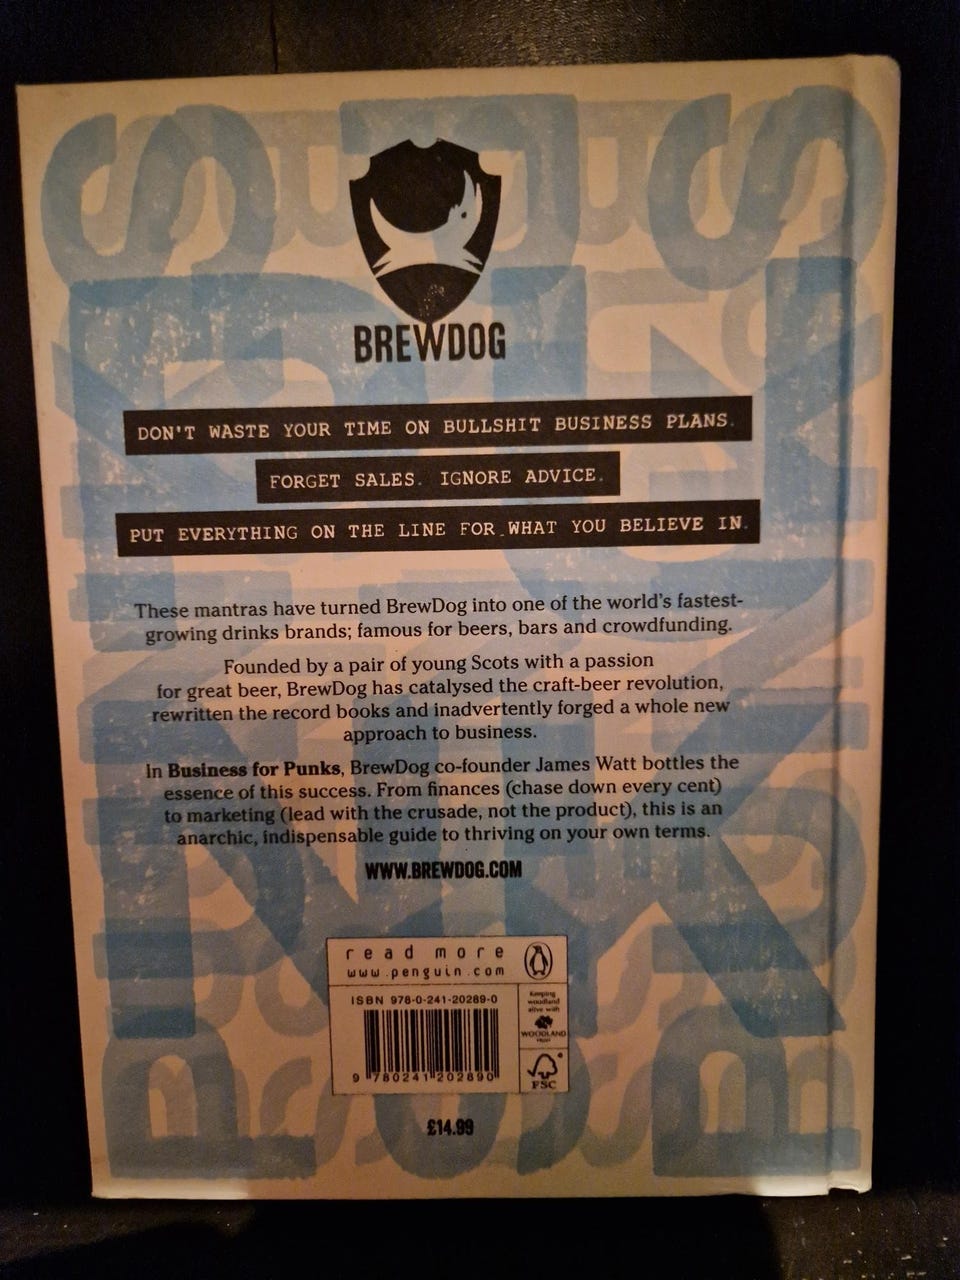 BREWDOG
DON'T WASTE YOUR TIME ON BULLSHIT BUSINESS PLANS.
FORGET SALES. IGNORE ADVICE.
PUT EVERYTHING ON THE LINE FOR WHAT YOU BELIEVE IN.
These mantras have turned BrewDog into one of the world's fastest-
growing drinks brands; famous for beers, bars and crowdfunding.
Founded by a pair of young Scots with a passion
for great beer, BrewDog has catalysed the craft-beer revolution,
rewritten the record books and inadvertently forged a whole new
approach to business.
In Business for Punks, BrewDog co-founder James Watt bottles the
essence of this success. From finances (chase down every cent)
to marketing (lead with the crusade, not the product), this is an
anarchic, indispensable guide to thriving on your own terms.
WWW.BREWDOG.COM
read more
www.penguin.com
ISBN 978-0-241-20289-0
9 780241 202890
Keeping
woodland
alive with
WOODLAND
TRUST
FSC
£14.99